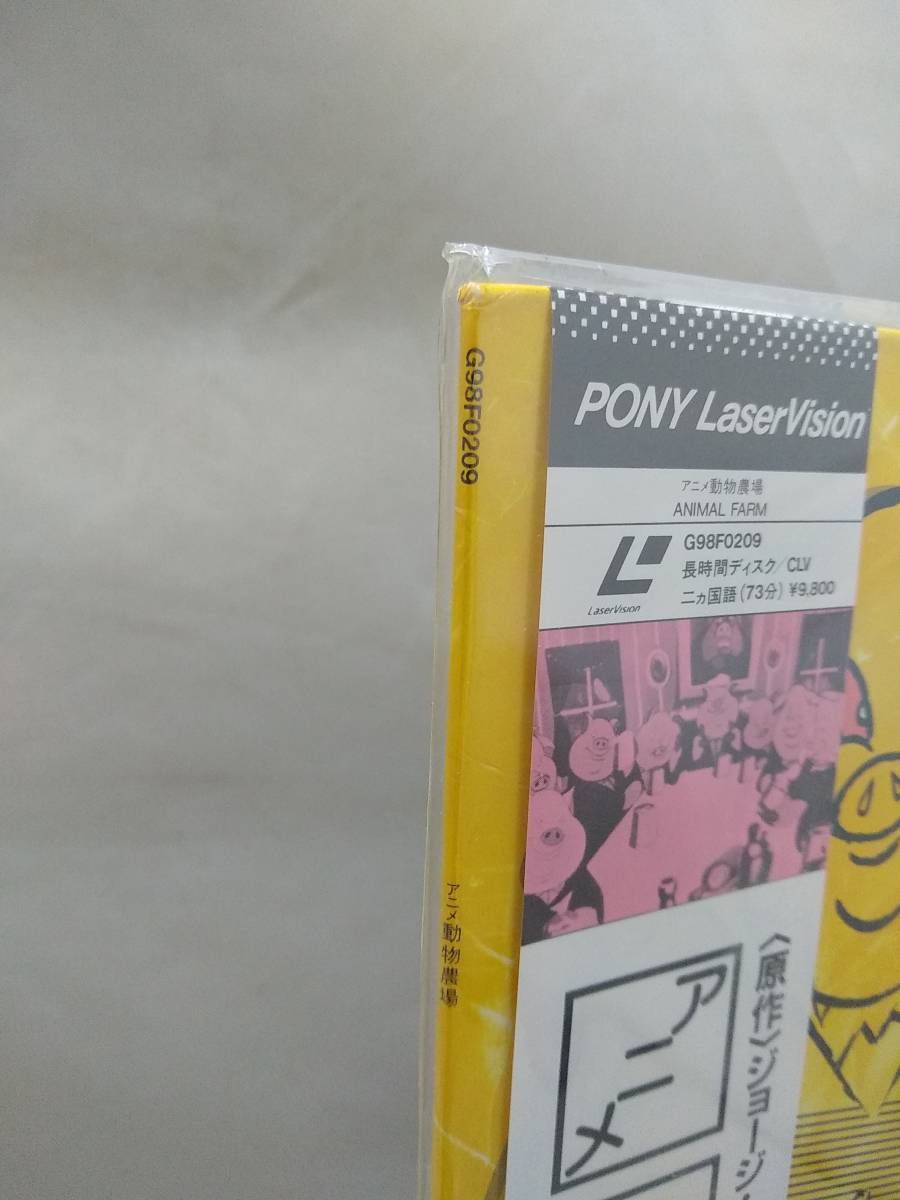 G98F0209
アニメ動物農場
PONY LaserVision
アニメ動物農場
ANIMAL FARM
LaserVision
G98F0209
長時間ディスク/CLV
二カ国語(73分) ¥9,800
〈原作〉ジョージ・
アニメ